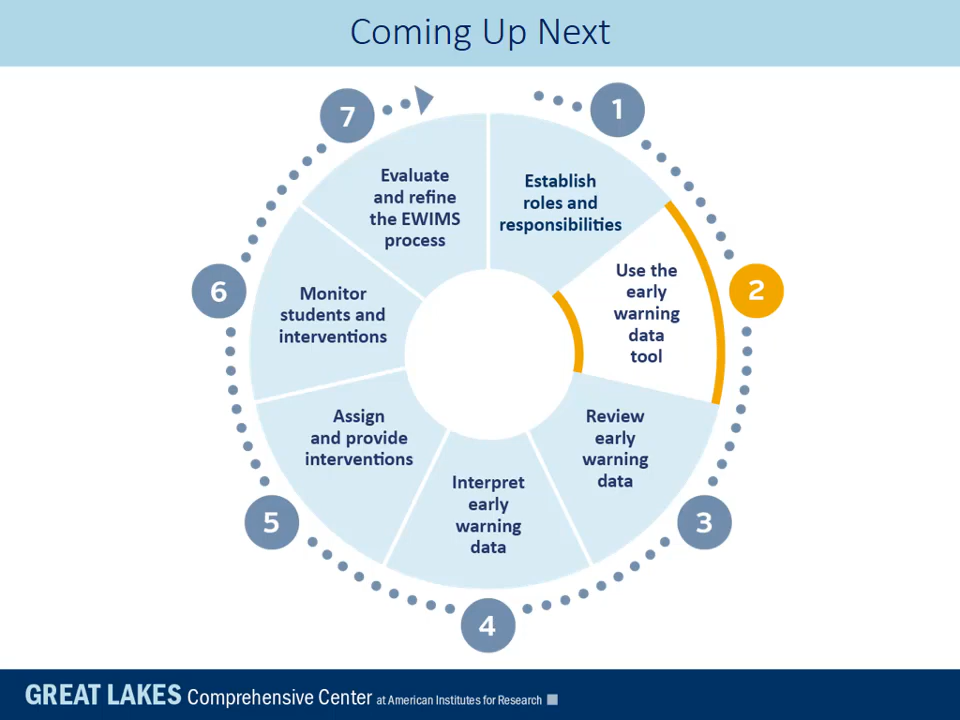 Coming Up Next
1
Establish
roles and
responsibilities
2
Use the
early
warning
data
tool
3
Review
early
warning
data
4
Interpret
early
warning
data
5
Assign
and provide
interventions
6
Monitor
students and
interventions
7
Evaluate
and refine
the EWIMS
process
GREAT LAKES Comprehensive Center at American Institutes for Research